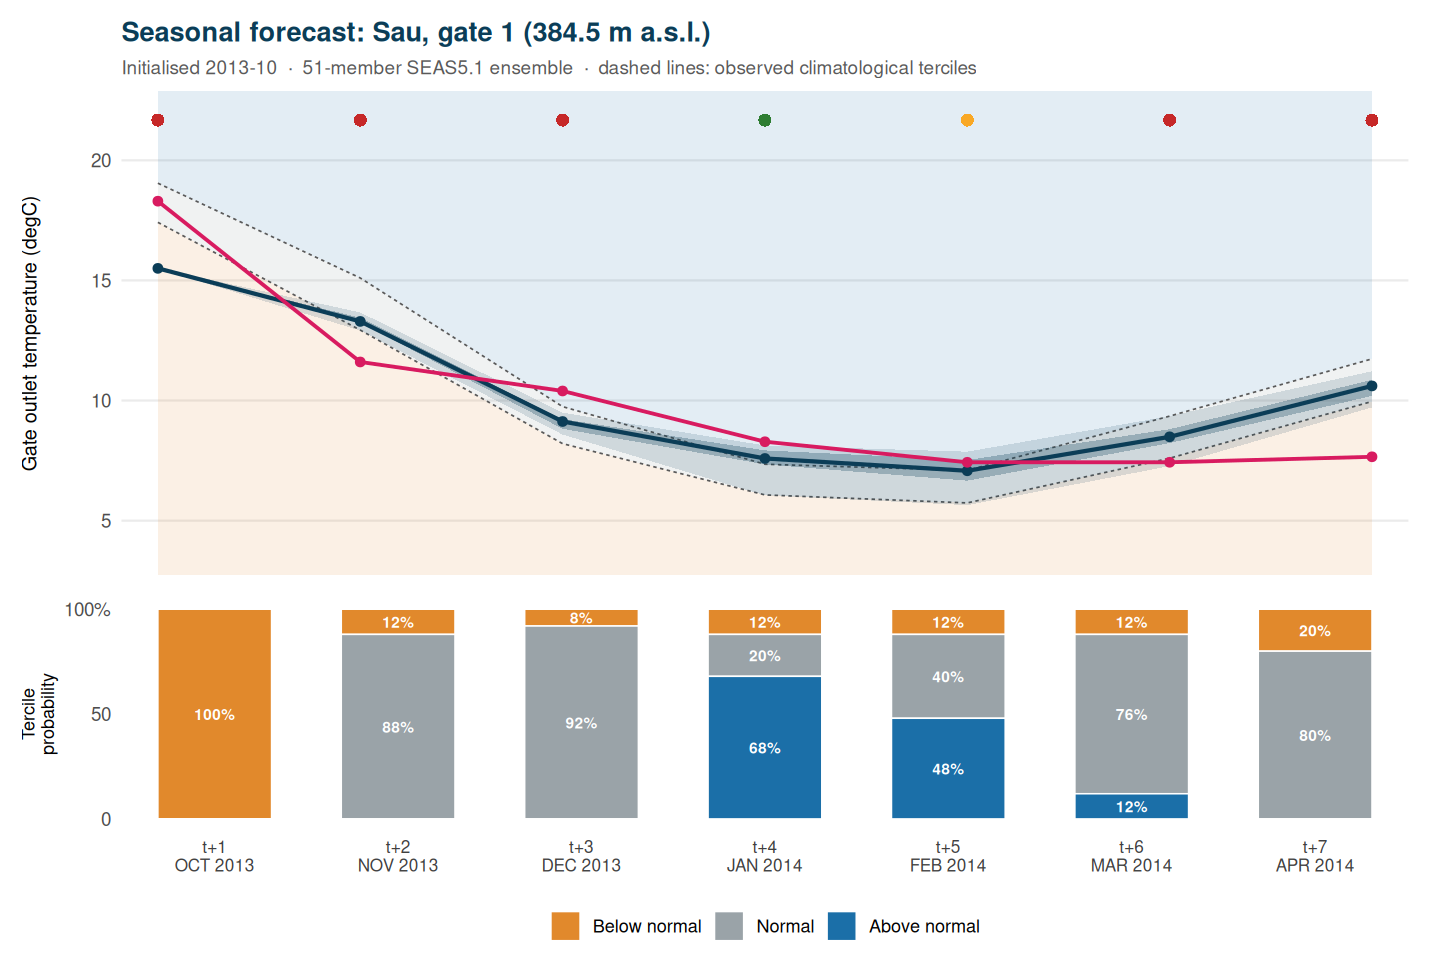 Seasonal forecast: Sau, gate 1 (384.5 m a.s.l.)
Initialised 2013-10 · 51-member SEAS5.1 ensemble · dashed lines: observed climatological terciles
Gate outlet temperature (degC)
20
15
10
5
Tercile
probability
100%
50
0
100%
12%
88%
8%
92%
12%
20%
68%
12%
40%
48%
12%
76%
12%
20%
80%
t+1
OCT 2013
t+2
NOV 2013
t+3
DEC 2013
t+4
JAN 2014
t+5
FEB 2014
t+6
MAR 2014
t+7
APR 2014
Below normal
Normal
Above normal